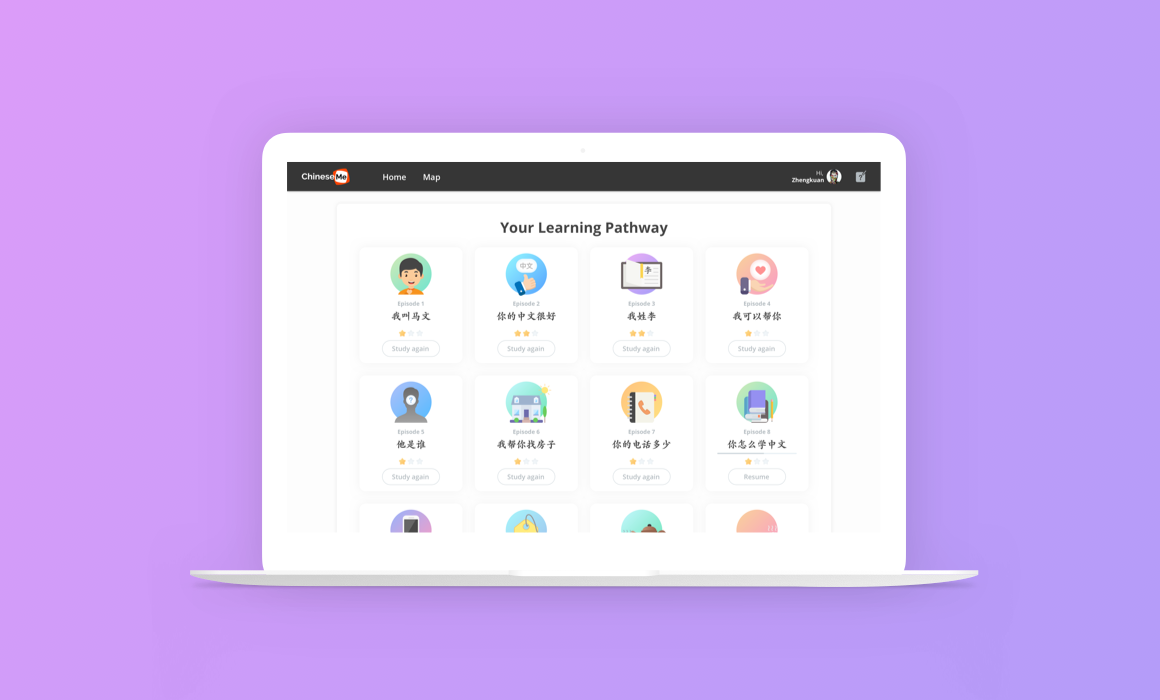 ChineseMe Home Map Hi,
Zhengkuan
Your Learning Pathway
中文
李
Episode 1 Episode 2 Episode 3 Episode 4
我叫马文 你的中文很好 我姓李 我可以帮你
Study again Study again Study again Study again
?
Episode 5 Episode 6 Episode 7 Episode 8
他是谁 我帮你找房子 你的电话多少 你怎么学中文
Study again Study again Study again Resume